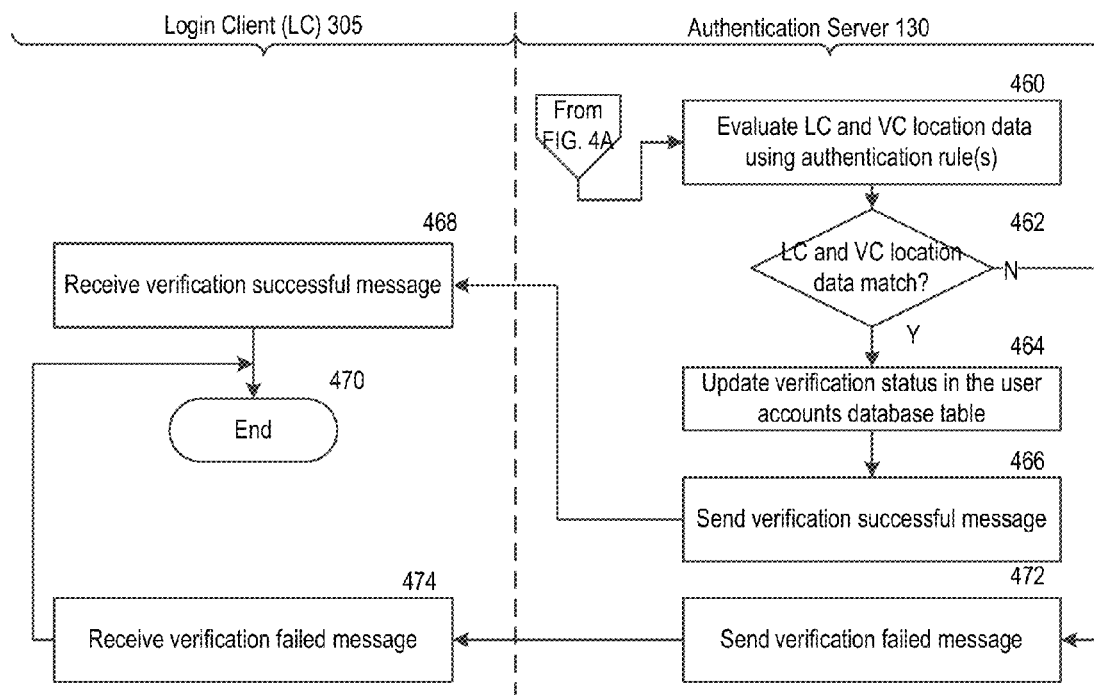 Login Client (LC) 305
Authentication Server 130
From
FIG. 4A
460
Evaluate LC and VC location data
using authentication rule(s)
462
LC and VC location
data match?
N
Y
468
Receive verification successful message
464
Update verification status in the user
accounts database table
470
End
466
Send verification successful message
474
Receive verification failed message
472
Send verification failed message